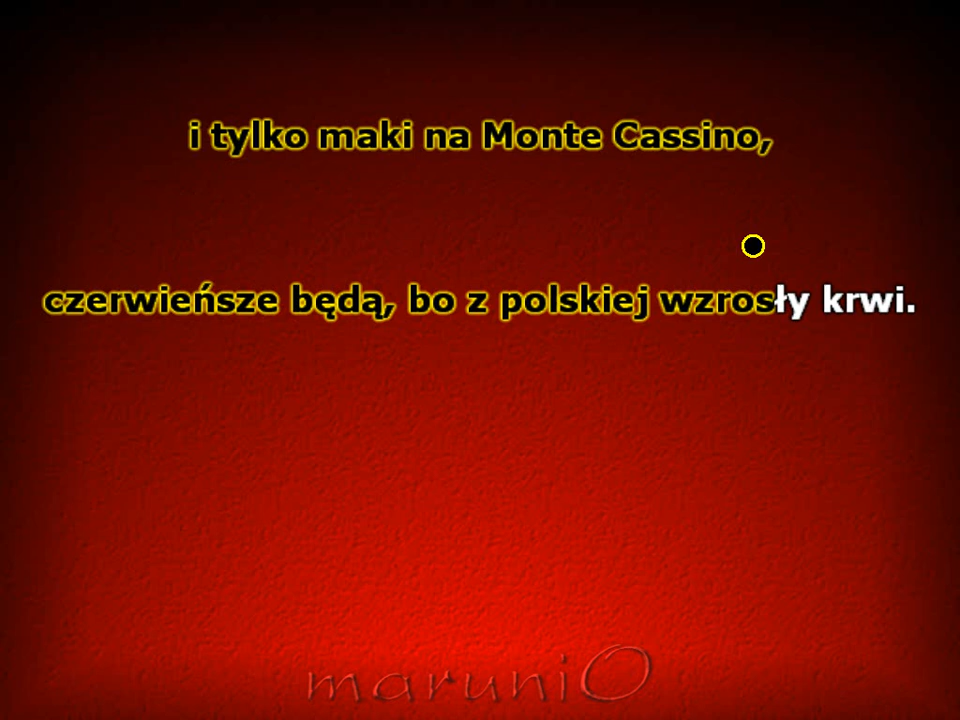 i tylko maki na Monte Cassino,
czerwieńsze będą, bo z polskiej wzrosły krwi.
maruniO